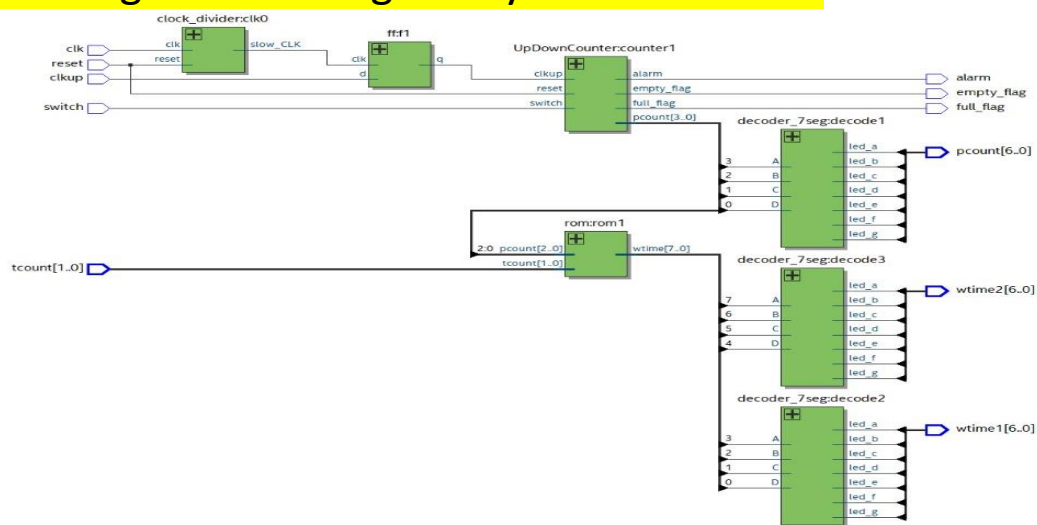 clock_divider:clk0
clk
reset
slow_CLK
ff:f1
clk
d
q
UpDownCounter:counter1
clkup
reset
switch
alarm
empty_flag
full_flag
pcount[3..0]
clk
reset
clkup
switch
alarm
empty_flag
full_flag
decoder_7seg:decode1
3 A
2 B
1 C
0 D
led_a
led_b
led_c
led_d
led_e
led_f
led_g
pcount[6..0]
rom:rom1
2:0 pcount[2..0]
tcount[1..0]
wtime[7..0]
tcount[1..0]
decoder_7seg:decode3
7 A
6 B
5 C
4 D
led_a
led_b
led_c
led_d
led_e
led_f
led_g
wtime2[6..0]
decoder_7seg:decode2
3 A
2 B
1 C
0 D
led_a
led_b
led_c
led_d
led_e
led_f
led_g
wtime1[6..0]